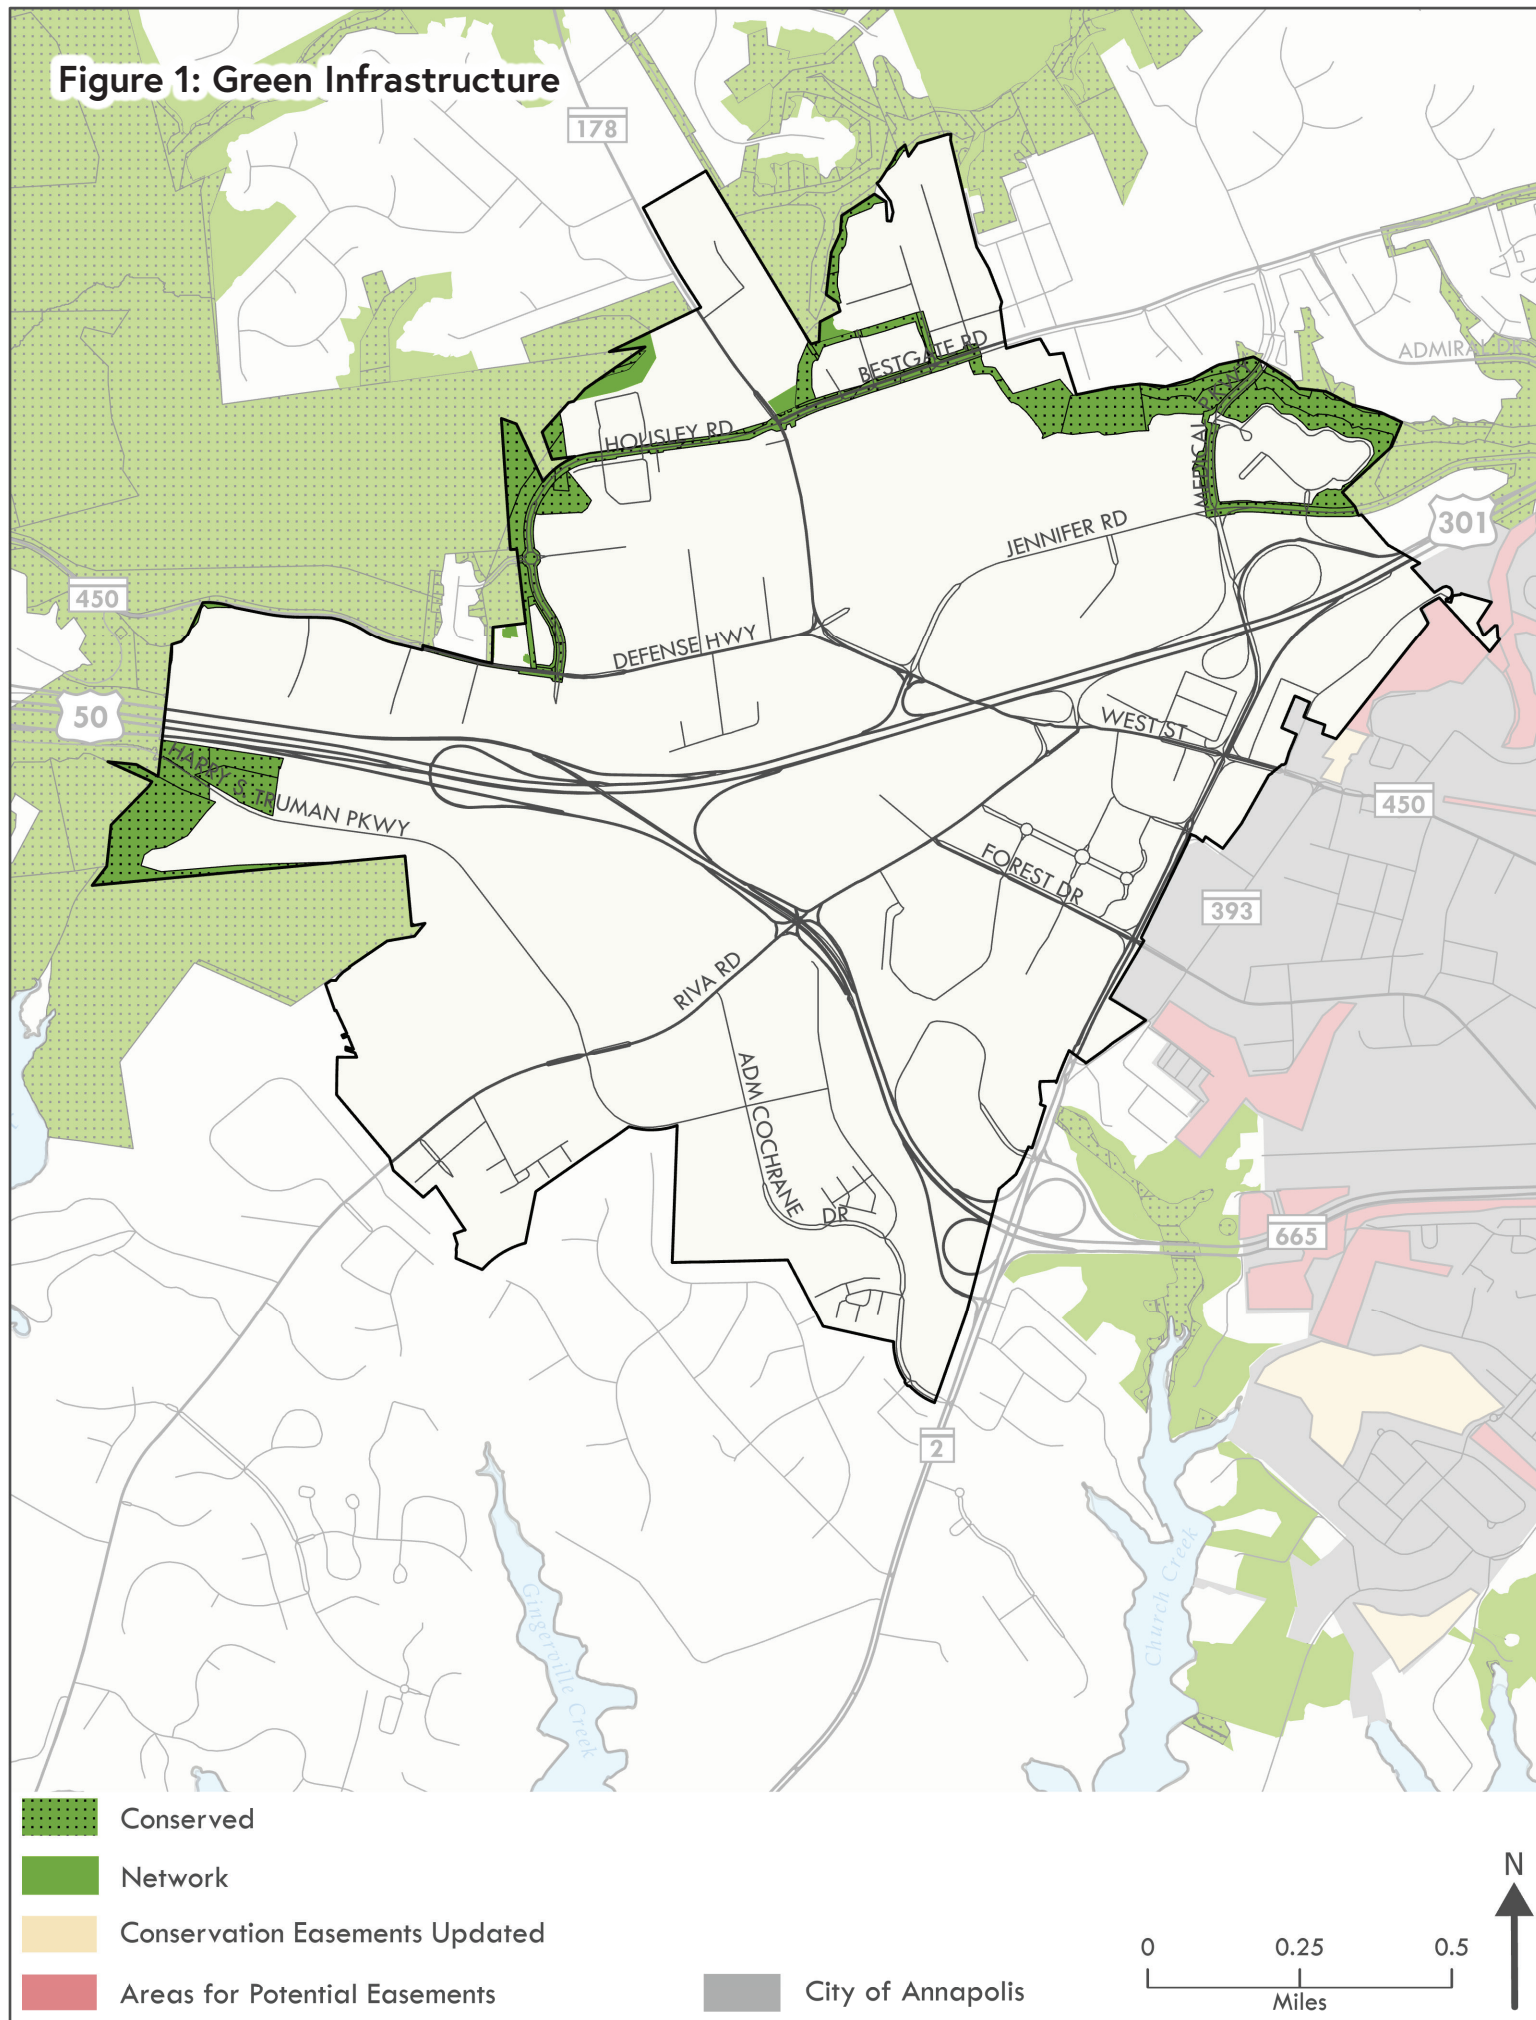 Figure 1: Green Infrastructure
178
ADMIRAL DR
BESTGATE RD
HOUSLEY RD
MEDICAL PKWY
301
JENNIFER RD
450
DEFENSE HWY
50
WEST ST
HARRY S. TRUMAN PKWY
450
FOREST DR
393
RIVA RD
ADM COCHRANE DR
665
2
Gingerville Creek
Church Creek
Conserved
Network
Conservation Easements Updated
Areas for Potential Easements
City of Annapolis
0 0.25 0.5
Miles
N